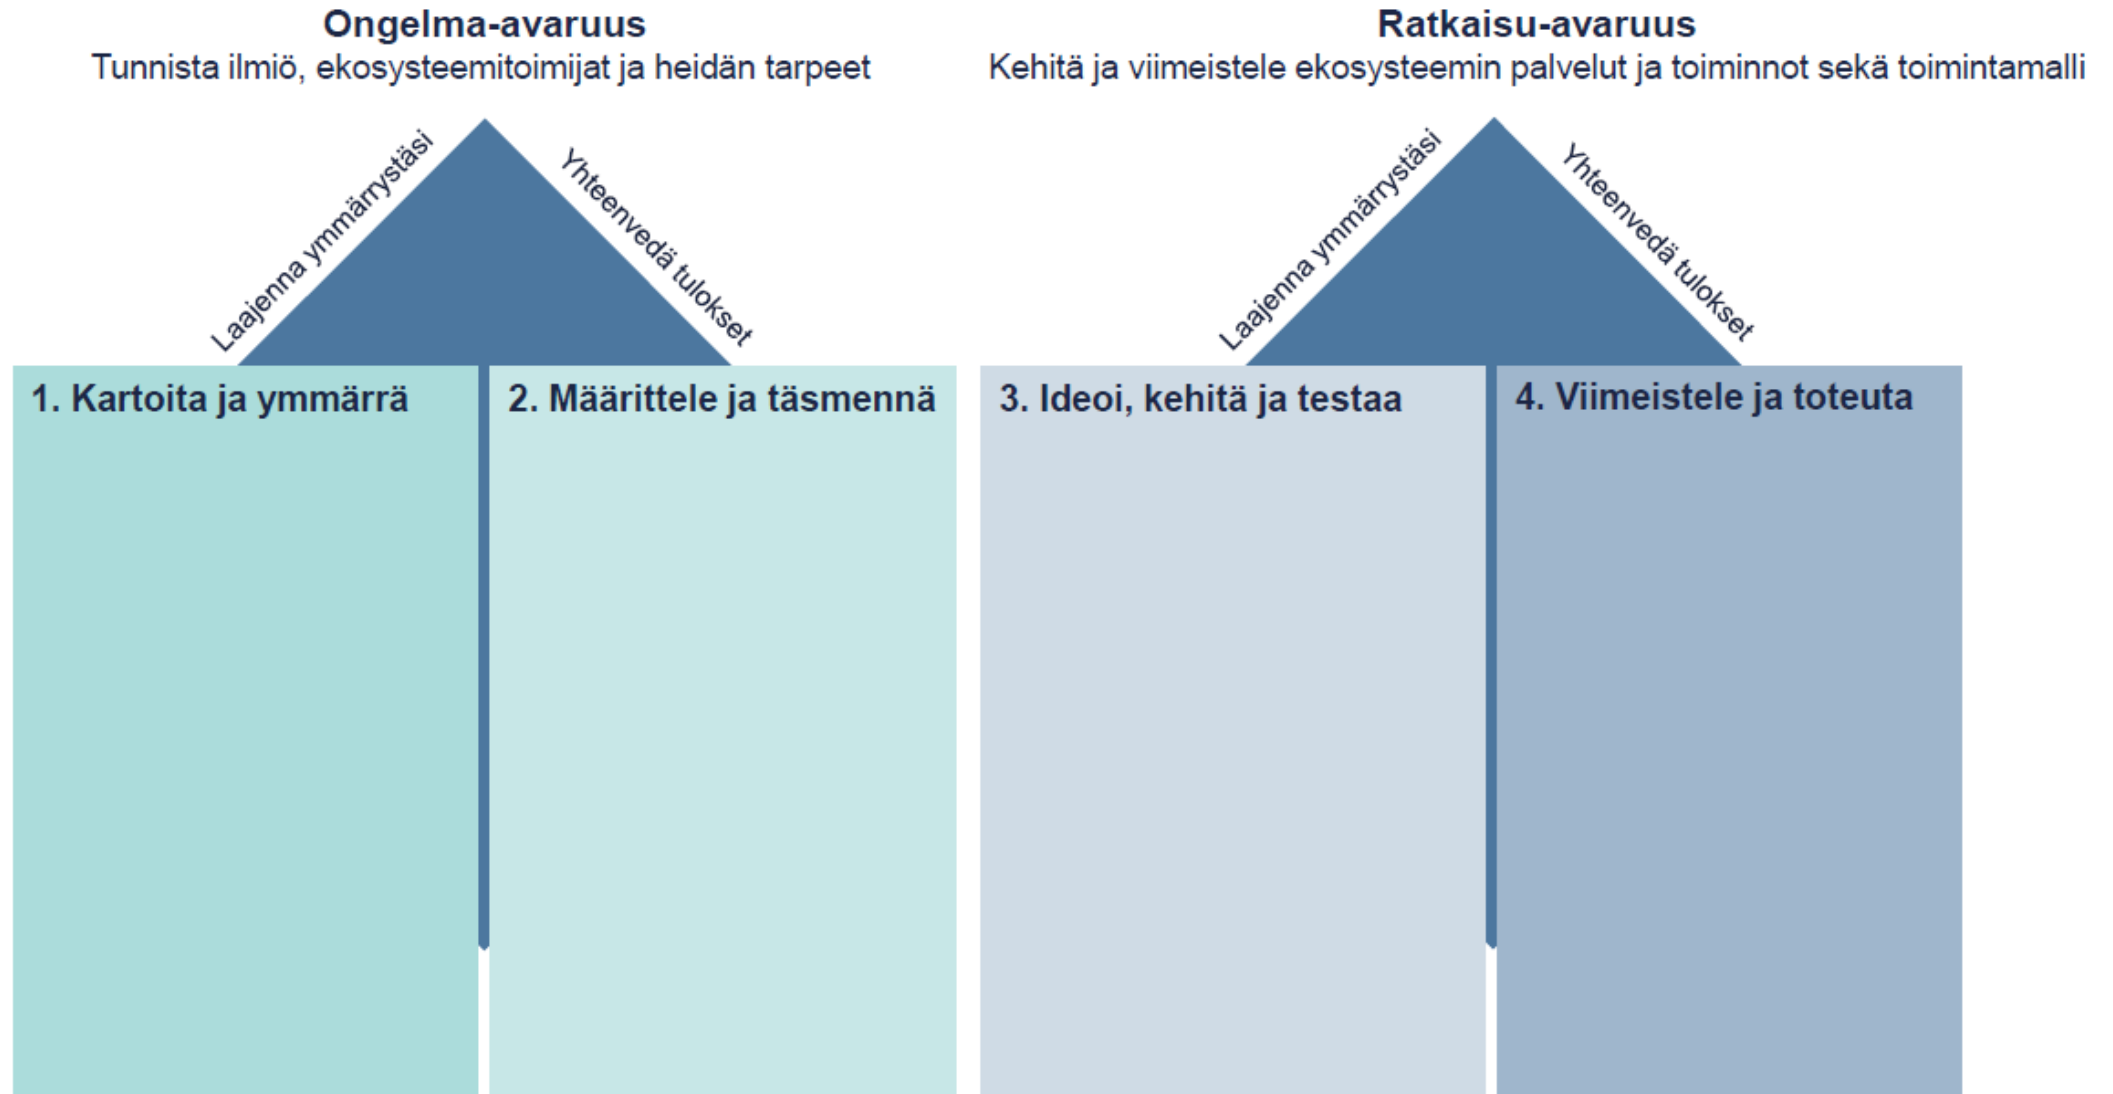 Ongelma-avaruus
Tunnista ilmiö, ekosysteemitoimijat ja heidän tarpeet
Laajenna ymmärrystäsi
Yhteenvedä tulokset
1. Kartoita ja ymmärrä
2. Määrittele ja täsmennä
Ratkaisu-avaruus
Kehitä ja viimeistele ekosysteemin palvelut ja toiminnot sekä toimintamalli
Laajenna ymmärrystäsi
Yhteenvedä tulokset
3. Ideoi, kehitä ja testaa
4. Viimeistele ja toteuta